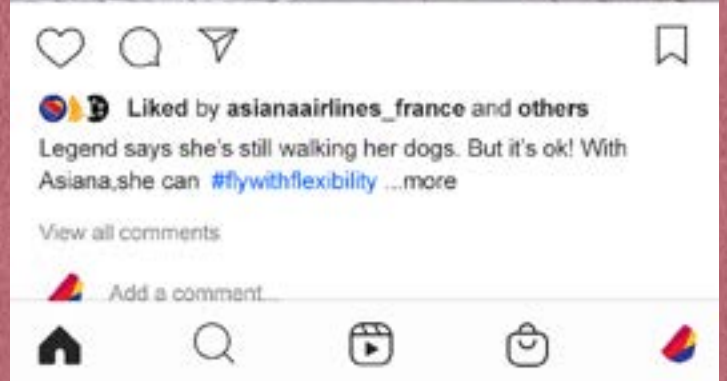 Liked by asianaairlines_france and others
Legend says she's still walking her dogs. But it's ok! With
Asiana,she can #flywithflexibility ...more
View all comments
Add a comment...